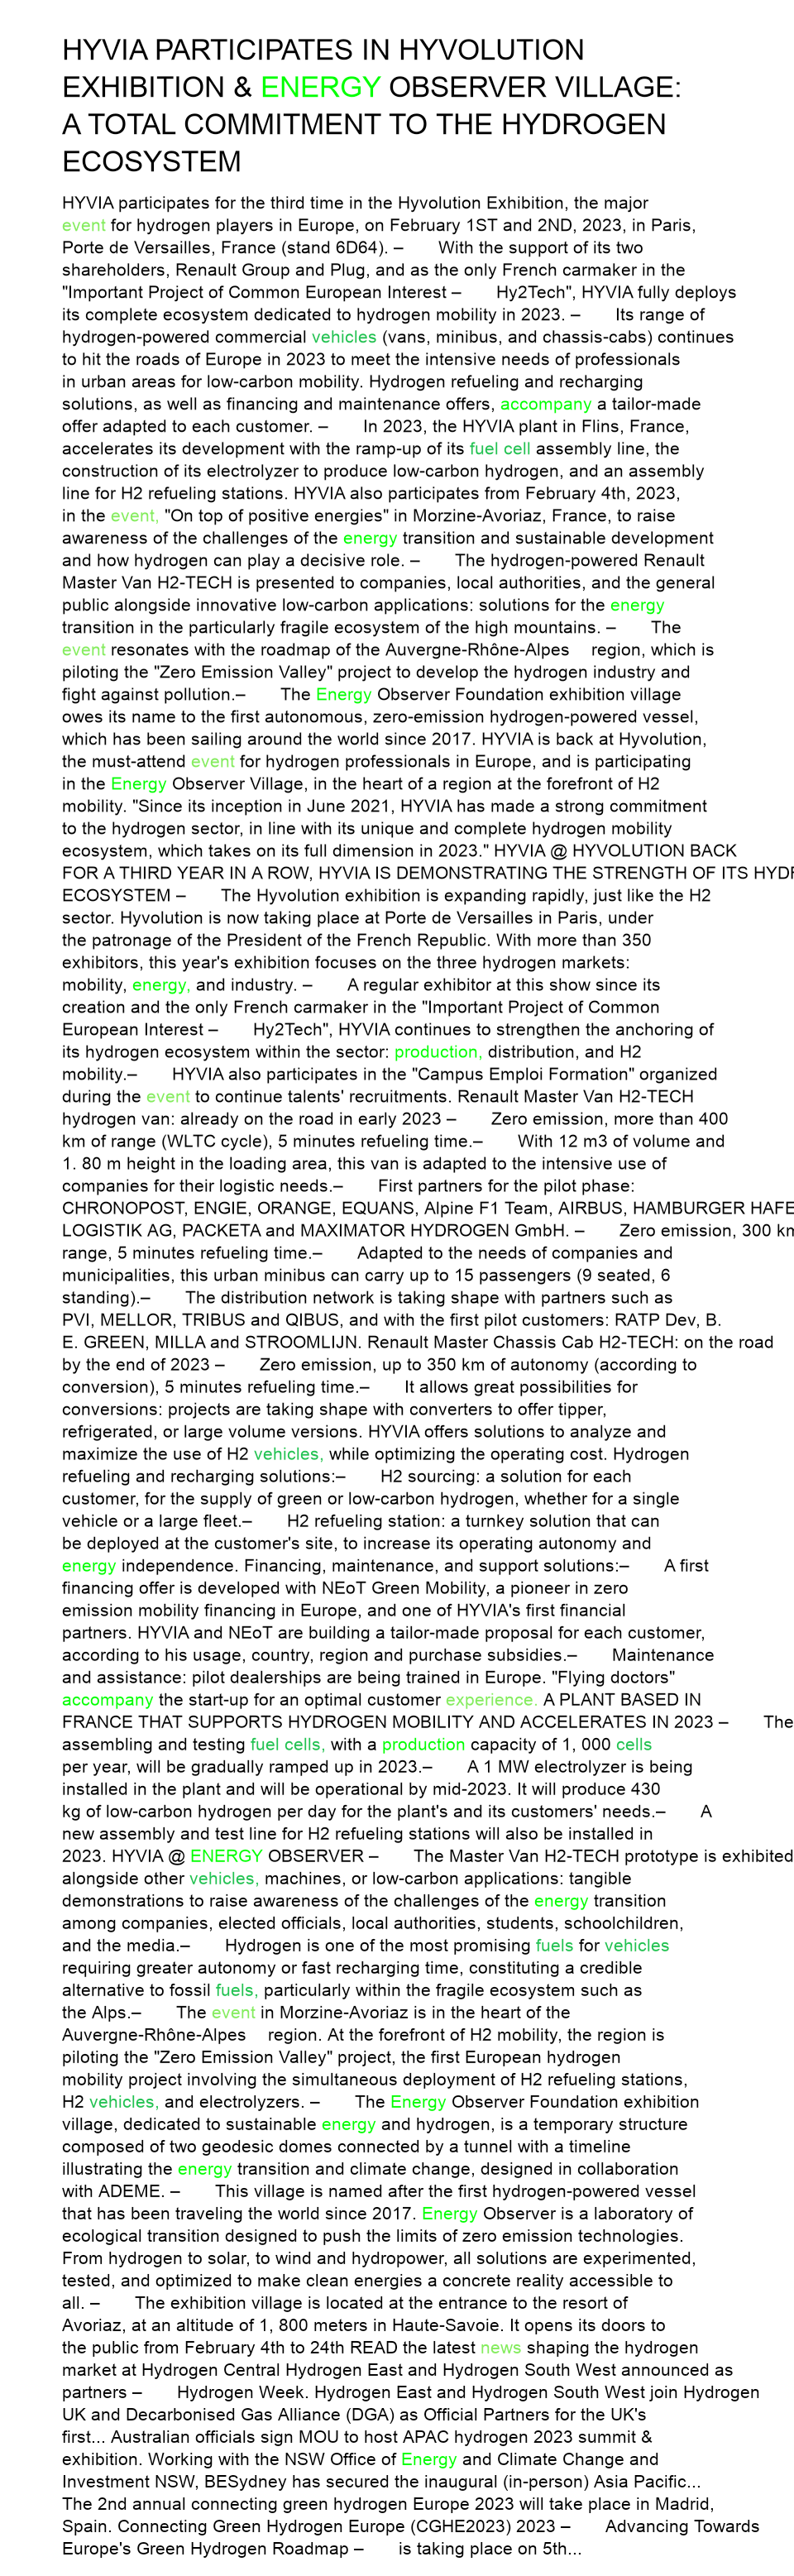 HYVIA PARTICIPATES IN HYVOLUTION
EXHIBITION & ENERGY OBSERVER VILLAGE:
A TOTAL COMMITMENT TO THE HYDROGEN
ECOSYSTEM
HYVIA participates for the third time in the Hyvolution Exhibition, the major
event for hydrogen players in Europe, on February 1ST and 2ND, 2023, in Paris,
Porte de Versailles, France (stand 6D64). – With the support of its two
shareholders, Renault Group and Plug, and as the only French carmaker in the
"Important Project of Common European Interest – Hy2Tech", HYVIA fully deploys
its complete ecosystem dedicated to hydrogen mobility in 2023. – Its range of
hydrogen-powered commercial vehicles (vans, minibus, and chassis-cabs) continues
to hit the roads of Europe in 2023 to meet the intensive needs of professionals
in urban areas for low-carbon mobility. Hydrogen refueling and recharging
solutions, as well as financing and maintenance offers, accompany a tailor-made
offer adapted to each customer. – In 2023, the HYVIA plant in Flins, France,
accelerates its development with the ramp-up of its fuel cell assembly line, the
construction of its electrolyzer to produce low-carbon hydrogen, and an assembly
line for H2 refueling stations. HYVIA also participates from February 4th, 2023,
in the event, "On top of positive energies" in Morzine-Avoriaz, France, to raise
awareness of the challenges of the energy transition and sustainable development
and how hydrogen can play a decisive role. – The hydrogen-powered Renault
Master Van H2-TECH is presented to companies, local authorities, and the general
public alongside innovative low-carbon applications: solutions for the energy
transition in the particularly fragile ecosystem of the high mountains. – The
event resonates with the roadmap of the Auvergne-Rhône-Alpes region, which is
piloting the "Zero Emission Valley" project to develop the hydrogen industry and
fight against pollution.– The Energy Observer Foundation exhibition village
owes its name to the first autonomous, zero-emission hydrogen-powered vessel,
which has been sailing around the world since 2017. HYVIA is back at Hyvolution,
the must-attend event for hydrogen professionals in Europe, and is participating
in the Energy Observer Village, in the heart of a region at the forefront of H2
mobility. "Since its inception in June 2021, HYVIA has made a strong commitment
to the hydrogen sector, in line with its unique and complete hydrogen mobility
ecosystem, which takes on its full dimension in 2023." HYVIA @ HYVOLUTION BACK
FOR A THIRD YEAR IN A ROW, HYVIA IS DEMONSTRATING THE STRENGTH OF ITS
ECOSYSTEM – The Hyvolution exhibition is expanding rapidly, just like the H2
sector. Hyvolution is now taking place at Porte de Versailles in Paris, under
the patronage of the President of the French Republic. With more than 350
exhibitors, this year's exhibition focuses on the three hydrogen markets:
mobility, energy, and industry. – A regular exhibitor at this show since its
creation and the only French carmaker in the "Important Project of Common
European Interest – Hy2Tech", HYVIA continues to strengthen the anchoring of
its hydrogen ecosystem within the sector: production, distribution, and H2
mobility.– HYVIA also participates in the "Campus Emploi Formation" organized
during the event to continue talents' recruitments. Renault Master Van H2-TECH
hydrogen van: already on the road in early 2023 – Zero emission, more than 400
km of range (WLTC cycle), 5 minutes refueling time.– With 12 m3 of volume and
1. 80 m height in the loading area, this van is adapted to the intensive use of
companies for their logistic needs.– First partners for the pilot phase:
CHRONOPOST, ENGIE, ORANGE, EQUANS, Alpine F1 Team, AIRBUS, HAMBURGER
LOGISTIK AG, PACKETA and MAXIMATOR HYDROGEN GmbH. – Zero emission, 300 km
range, 5 minutes refueling time.– Adapted to the needs of companies and
municipalities, this urban minibus can carry up to 15 passengers (9 seated, 6
standing).– The distribution network is taking shape with partners such as
PVI, MELLOR, TRIBUS and QIBUS, and with the first pilot customers: RATP Dev, B.
E. GREEN, MILLA and STROOMLIJN. Renault Master Chassis Cab H2-TECH: on the road
by the end of 2023 – Zero emission, up to 350 km of autonomy (according to
conversion), 5 minutes refueling time.– It allows great possibilities for
conversions: projects are taking shape with converters to offer tipper,
refrigerated, or large volume versions. HYVIA offers solutions to analyze and
maximize the use of H2 vehicles, while optimizing the operating cost. Hydrogen
refueling and recharging solutions:– H2 sourcing: a solution for each
customer, for the supply of green or low-carbon hydrogen, whether for a single
vehicle or a large fleet.– H2 refueling station: a turnkey solution that can
be deployed at the customer's site, to increase its operating autonomy and
energy independence. Financing, maintenance, and support solutions:– A first
financing offer is developed with NEoT Green Mobility, a pioneer in zero
emission mobility financing in Europe, and one of HYVIA's first financial
partners. HYVIA and NEoT are building a tailor-made proposal for each customer,
according to his usage, country, region and purchase subsidies.– Maintenance
and assistance: pilot dealerships are being trained in Europe. "Flying doctors"
accompany the start-up for an optimal customer experience. A PLANT BASED IN
FRANCE THAT SUPPORTS HYDROGEN MOBILITY AND ACCELERATES IN 2023 – The
assembling and testing fuel cells, with a production capacity of 1, 000 cells
per year, will be gradually ramped up in 2023.– A 1 MW electrolyzer is being
installed in the plant and will be operational by mid-2023. It will produce 430
kg of low-carbon hydrogen per day for the plant's and its customers' needs.– A
new assembly and test line for H2 refueling stations will also be installed in
2023. HYVIA @ ENERGY OBSERVER – The Master Van H2-TECH prototype is exhibited
alongside other vehicles, machines, or low-carbon applications: tangible
demonstrations to raise awareness of the challenges of the energy transition
among companies, elected officials, local authorities, students, schoolchildren,
and the media.– Hydrogen is one of the most promising fuels for vehicles
requiring greater autonomy or fast recharging time, constituting a credible
alternative to fossil fuels, particularly within the fragile ecosystem such as
the Alps.– The event in Morzine-Avoriaz is in the heart of the
Auvergne-Rhône-Alpes region. At the forefront of H2 mobility, the region is
piloting the "Zero Emission Valley" project, the first European hydrogen
mobility project involving the simultaneous deployment of H2 refueling stations,
H2 vehicles, and electrolyzers. – The Energy Observer Foundation exhibition
village, dedicated to sustainable energy and hydrogen, is a temporary structure
composed of two geodesic domes connected by a tunnel with a timeline
illustrating the energy transition and climate change, designed in collaboration
with ADEME. – This village is named after the first hydrogen-powered vessel
that has been traveling the world since 2017. Energy Observer is a laboratory of
ecological transition designed to push the limits of zero emission technologies.
From hydrogen to solar, to wind and hydropower, all solutions are experimented,
tested, and optimized to make clean energies a concrete reality accessible to
all. – The exhibition village is located at the entrance to the resort of
Avoriaz, at an altitude of 1, 800 meters in Haute-Savoie. It opens its doors to
the public from February 4th to 24th READ the latest news shaping the hydrogen
market at Hydrogen Central Hydrogen East and Hydrogen South West announced as
partners – Hydrogen Week. Hydrogen East and Hydrogen South West join Hydrogen
UK and Decarbonised Gas Alliance (DGA) as Official Partners for the UK's
first... Australian officials sign MOU to host APAC hydrogen 2023 summit &
exhibition. Working with the NSW Office of Energy and Climate Change and
Investment NSW, BESydney has secured the inaugural (in-person) Asia Pacific...
The 2nd annual connecting green hydrogen Europe 2023 will take place in Madrid,
Spain. Connecting Green Hydrogen Europe (CGHE2023) 2023 – Advancing Towards
Europe's Green Hydrogen Roadmap – is taking place on 5th...